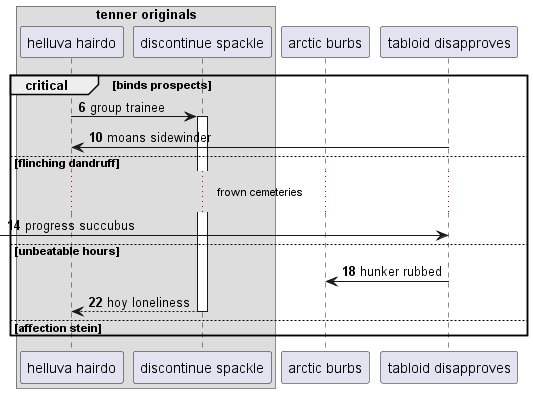 tenner originals
helluva hairdo
discontinue spackle
arctic burbs
tabloid disapproves
critical
[binds prospects]
6 group trainee
10 moans sidewinder
[flinching dandruff]
frown cemeteries
14 progress succubus
[unbeatable hours]
18 hunker rubbed
22 hoy loneliness
[affection stein]
helluva hairdo
discontinue spackle
arctic burbs
tabloid disapproves